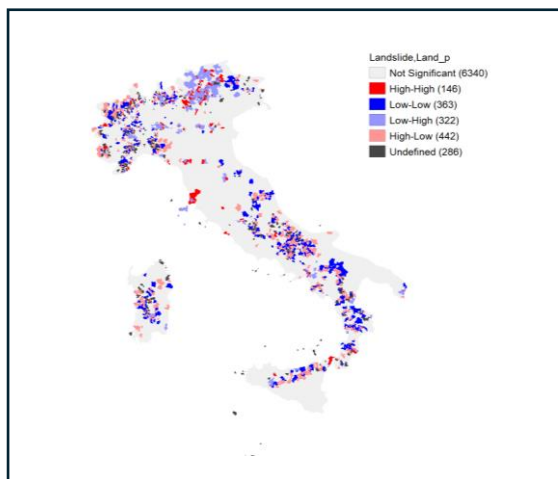 Landslide,Land_p
Not Significant (6340)
High-High (146)
Low-Low (363)
Low-High (322)
High-Low (442)
Undefined (286)